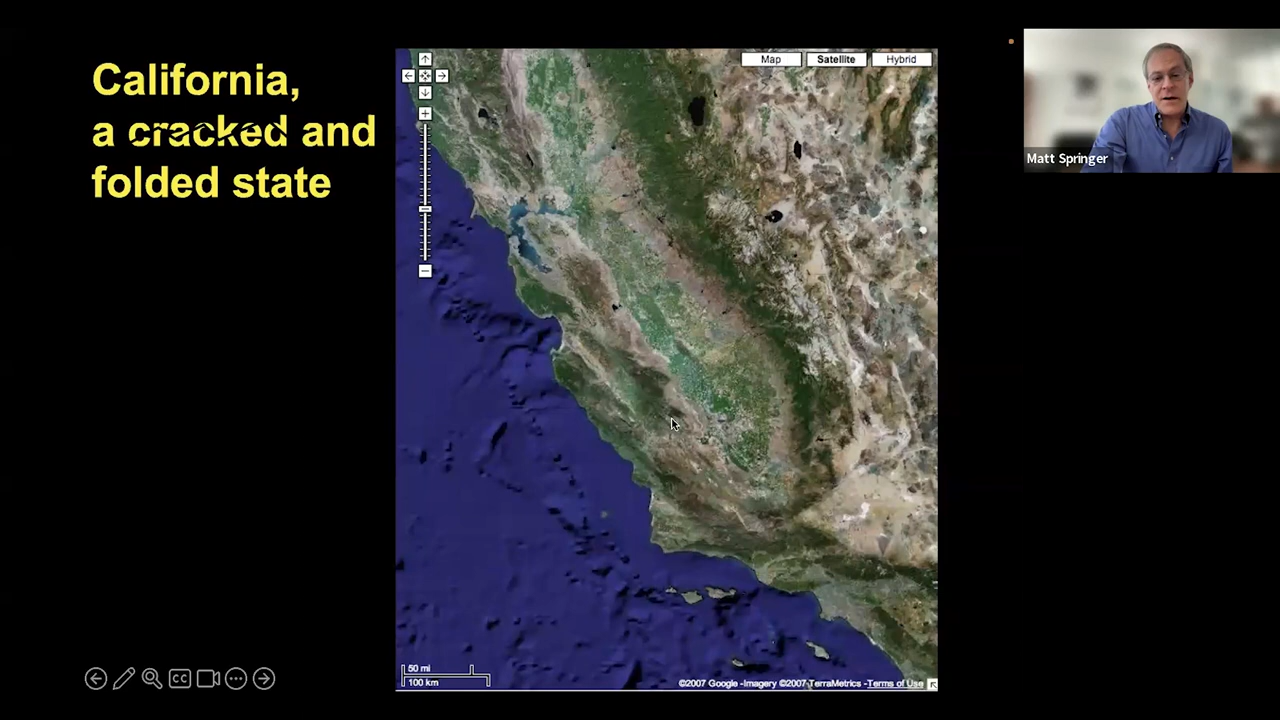 California,
a cracked and
folded state
Map
Satellite
Hybrid
Matt Springer
50 mi
100 km
©2007 Google -Imagery ©2007 TerraMetrics -Terms of Use
CC